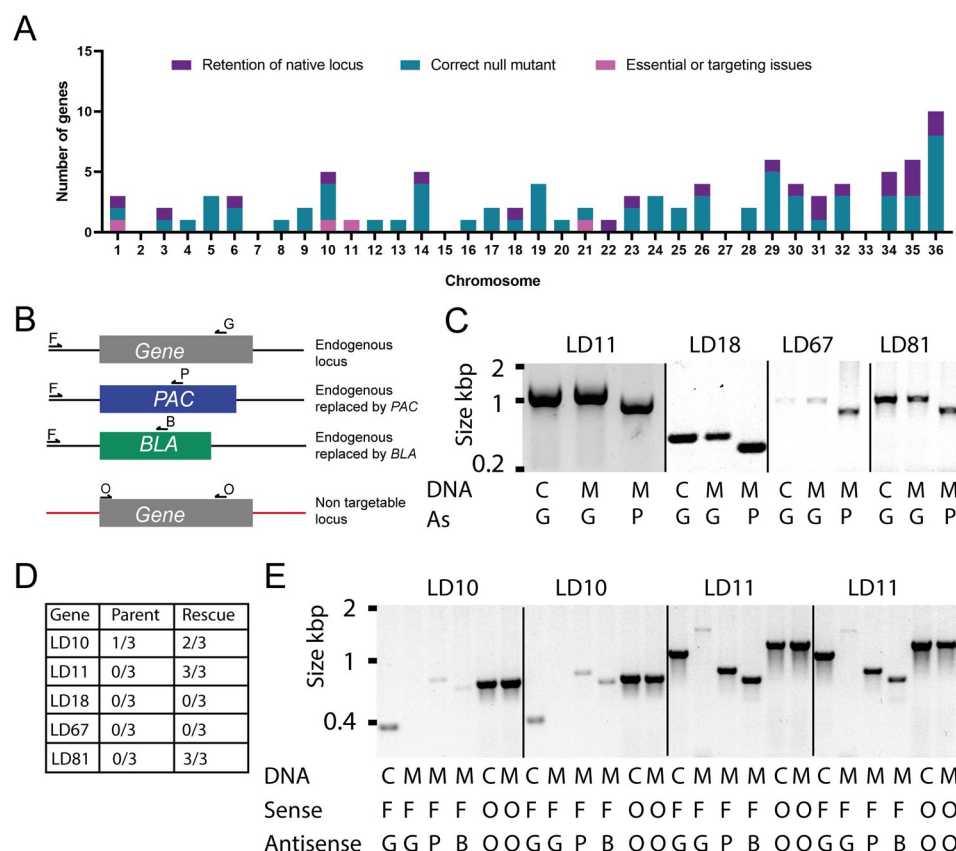 A
15
10
5
0
Number of genes
Retention of native locus Correct null mutant Essential or targeting issues
1 2 3 4 5 6 7 8 9 10 11 12 13 14 15 16 17 18 19 20 21 22 23 24 25 26 27 28 29 30 31 32 33 34 35 36
Chromosome
B
F G
Gene
Endogenous
locus
F P
PAC
Endogenous
replaced by PAC
F B
BLA
Endogenous
replaced by BLA
O O
Gene
Non targetable
locus
C
LD11 LD18 LD67 LD81
Size kbp
2
1
0.2
DNA C M M C M M C M M C M M
As G G P G G P G G P G G P
D
Gene Parent Rescue
LD10 1/3 2/3
LD11 0/3 3/3
LD18 0/3 0/3
LD67 0/3 0/3
LD81 0/3 3/3
E
LD10 LD10 LD11 LD11
Size kbp
2
1
0.4
DNA C M M M C M C M M M C M C M M M C M C M M M C M
Sense F F F F O O F F F F O O F F F F O O F F F F O O
Antisense G G P B O O G G P B O O G G P B O O G G P B O O